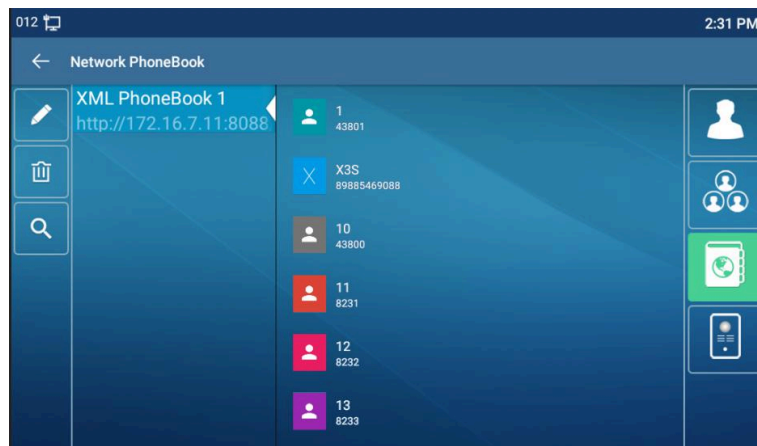 012
2:31 PM
Network PhoneBook
XML PhoneBook 1
http://172.16.7.11:8088
1
43801
X
X3S
89885469088
10
43800
11
8231
12
8232
13
8233